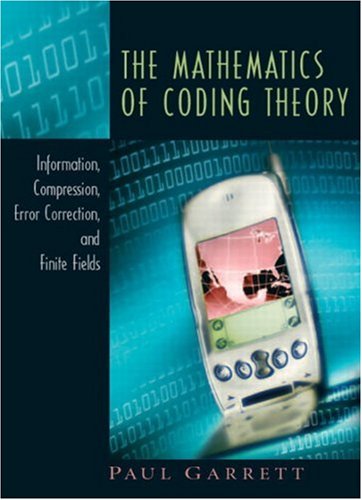 THE MATHEMATICS
OF CODING THEORY
Information,
Compression,
Error Correction,
and
Finite Fields
PAUL GARRETT